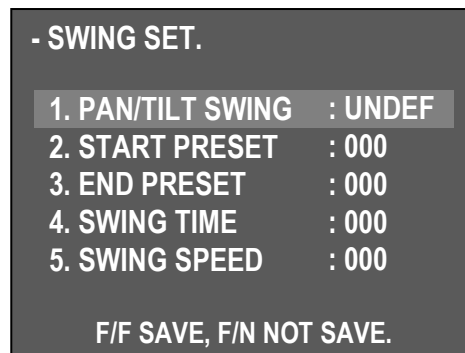 - SWING SET.
1. PAN/TILT SWING : UNDEF
2. START PRESET : 000
3. END PRESET : 000
4. SWING TIME : 000
5. SWING SPEED : 000
F/F SAVE, F/N NOT SAVE.